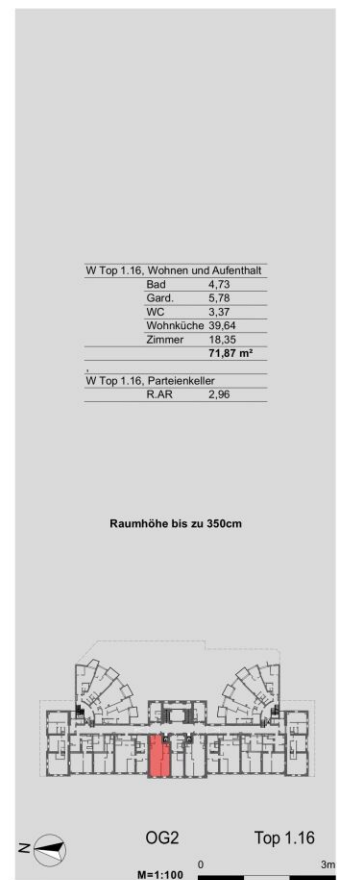 W Top 1.16, Wohnen und Aufenthalt
Bad 4,73
Gard. 5,78
WC 3,37
Wohnküche 39,64
Zimmer 18,35
71,87 m²
,
W Top 1.16, Parteienkeller
R.AR 2,96
Raumhöhe bis zu 350cm
N
OG2 Top 1.16
M=1:100 0 3m